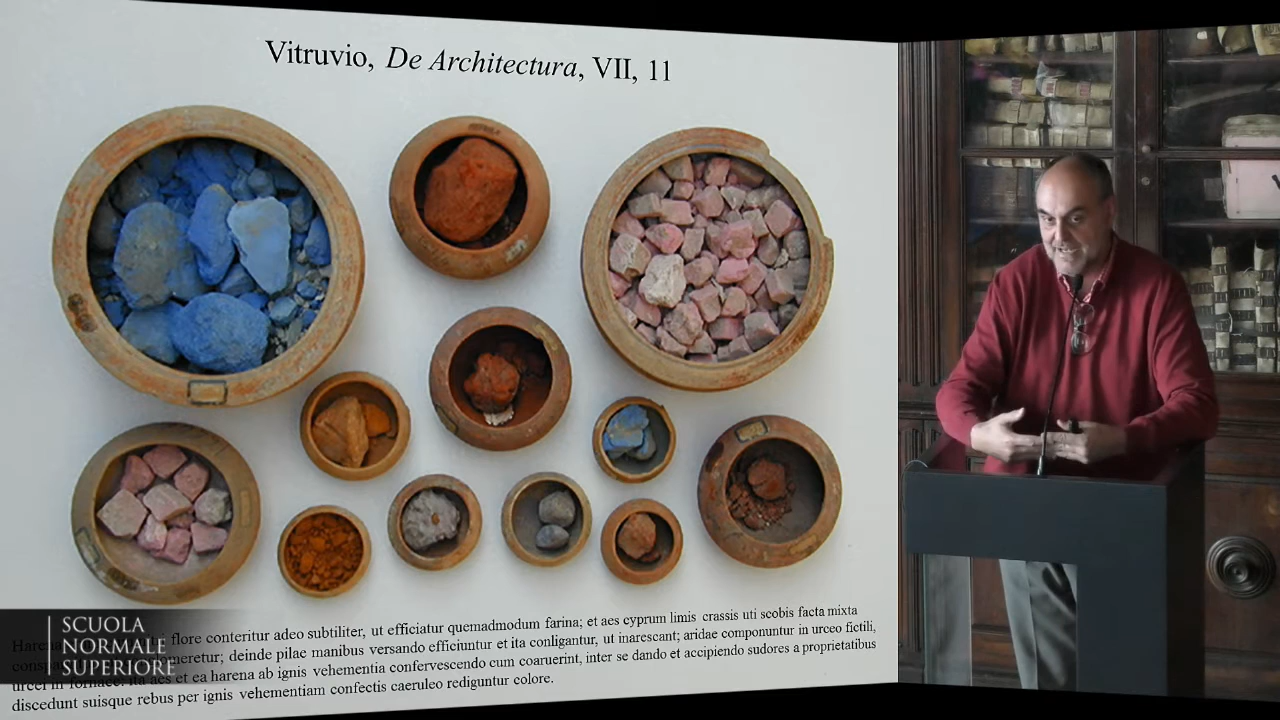 Vitruvio, De Architectura, VII, 11
flore conteritur adeo subtiliter, ut efficiatur quemadmodum farina; et aes cyprum limis crassis uti scobis facta mixta
deinde pilae manibus versando efficiuntur et ita conligantur, ut inarescant; aridae componuntur in urceo fictili,
aes et ea harena ab ignis vehementia confervescendo cum coaruerint, inter se dando et accipiendo sudores a proprietatibus
discedunt suisque rebus per ignis vehementiam confectis caeruleo rediguntur colore.
SCUOLA
NORMALE
SUPERIORE